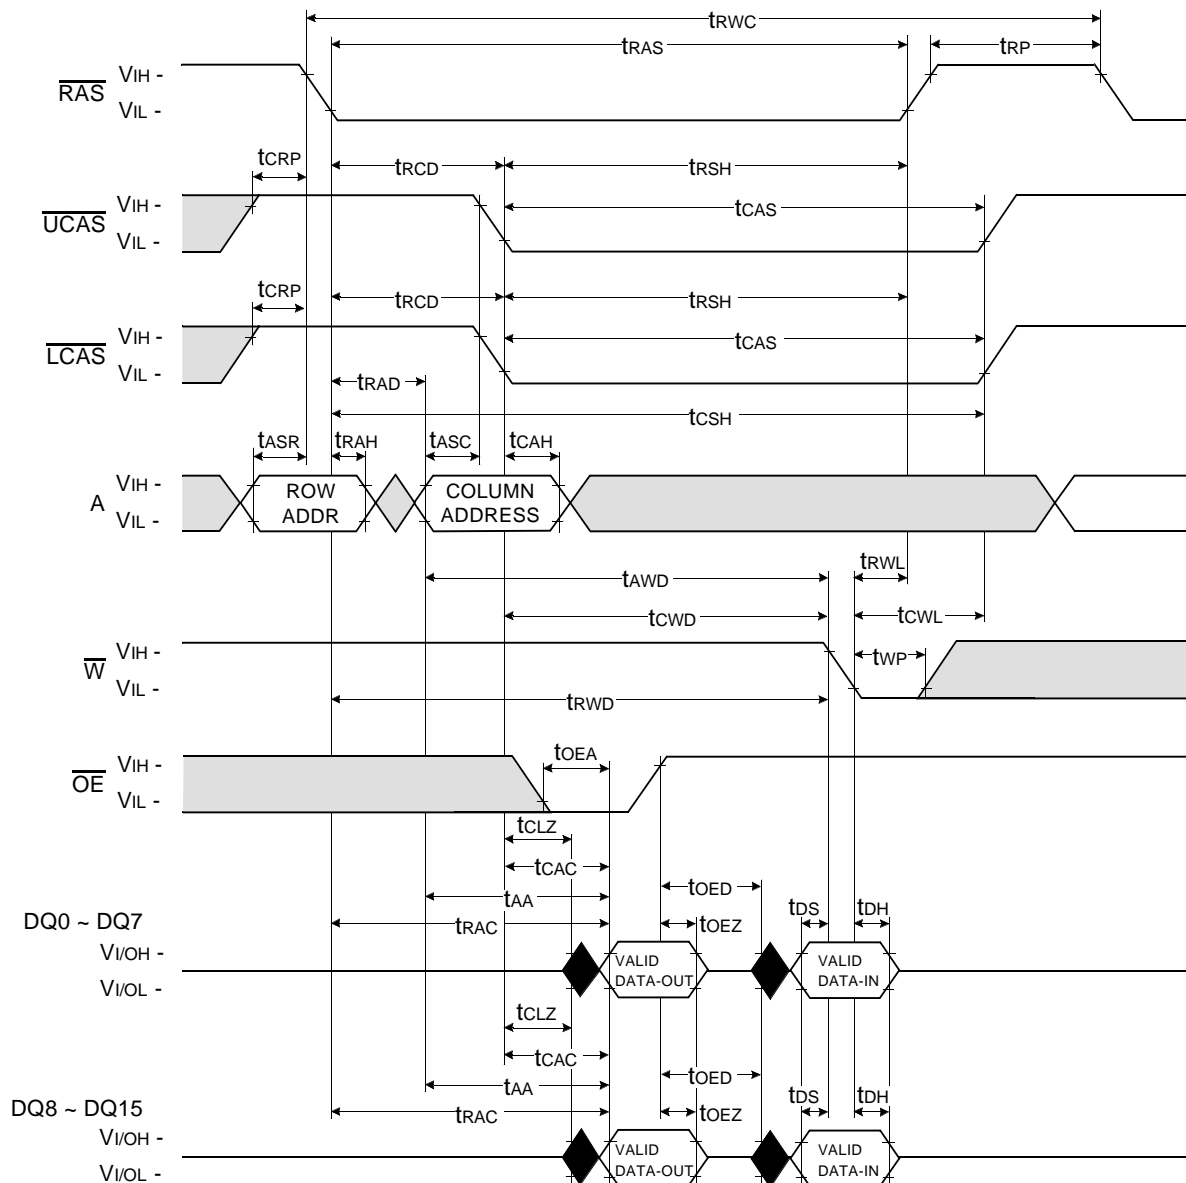 tRWC
tRAS
tRP
RAS
VIH -
VIL -
tCRP
tRCD
tRSH
UCAS
VIH -
VIL -
tCAS
tCRP
tRCD
tRSH
LCAS
VIH -
VIL -
tCAS
tRAD
tCSH
tASR
tRAH
tASC
tCAH
A
VIH -
VIL -
ROW
ADDR
COLUMN
ADDRESS
tAWD
tRWL
tCWD
tCWL
W
VIH -
VIL -
tWP
tRWD
OE
VIH -
VIL -
tOEA
tCLZ
tCAC
tAA
tOED
tRAC
tOEZ
tDS
tDH
DQ0 ~ DQ7
VI/OH -
VI/OL -
VALID
DATA-OUT
VALID
DATA-IN
tCLZ
tCAC
tAA
tOED
tRAC
tOEZ
tDS
tDH
DQ8 ~ DQ15
VI/OH -
VI/OL -
VALID
DATA-OUT
VALID
DATA-IN